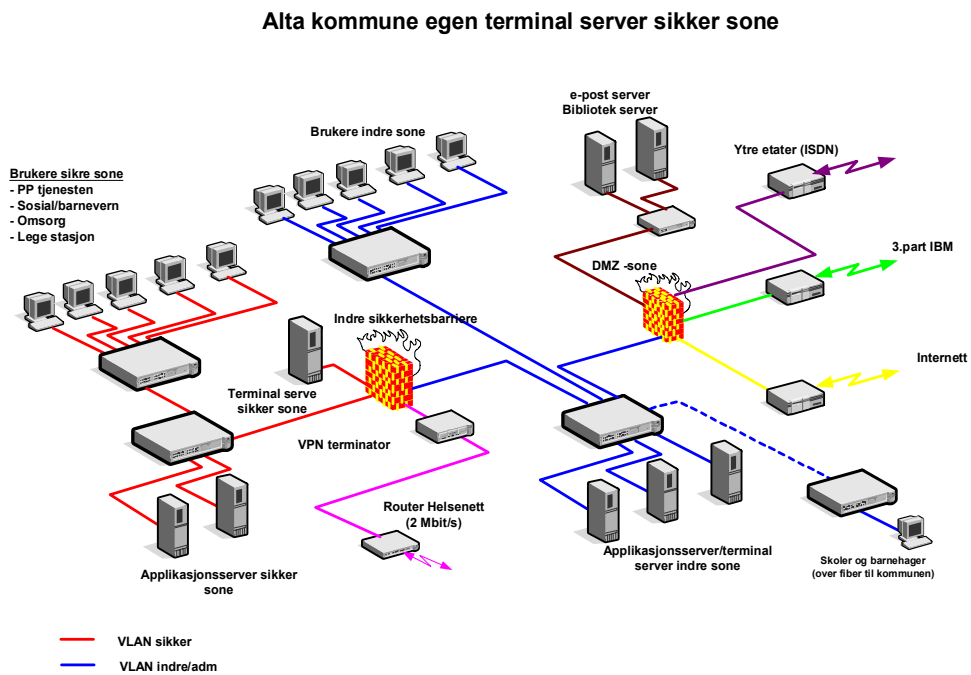 Alta kommune egen terminal server sikker sone
e-post server
Bibliotek server
Brukere indre sone
Ytre etater (ISDN)
Brukere sikre sone
- PP tjenesten
- Sosial/barnevern
- Omsorg
- Lege stasjon
3.part IBM
DMZ -sone
Indre sikkerhetsbarriere
Internett
Terminal serve
sikker sone
VPN terminator
Router Helsenett
(2 Mbit/s)
Applikasjonsserver/terminal
server indre sone
Skoler og barnehager
(over fiber til kommunen)
Applikasjonsserver sikker
sone
VLAN sikker
VLAN indre/adm